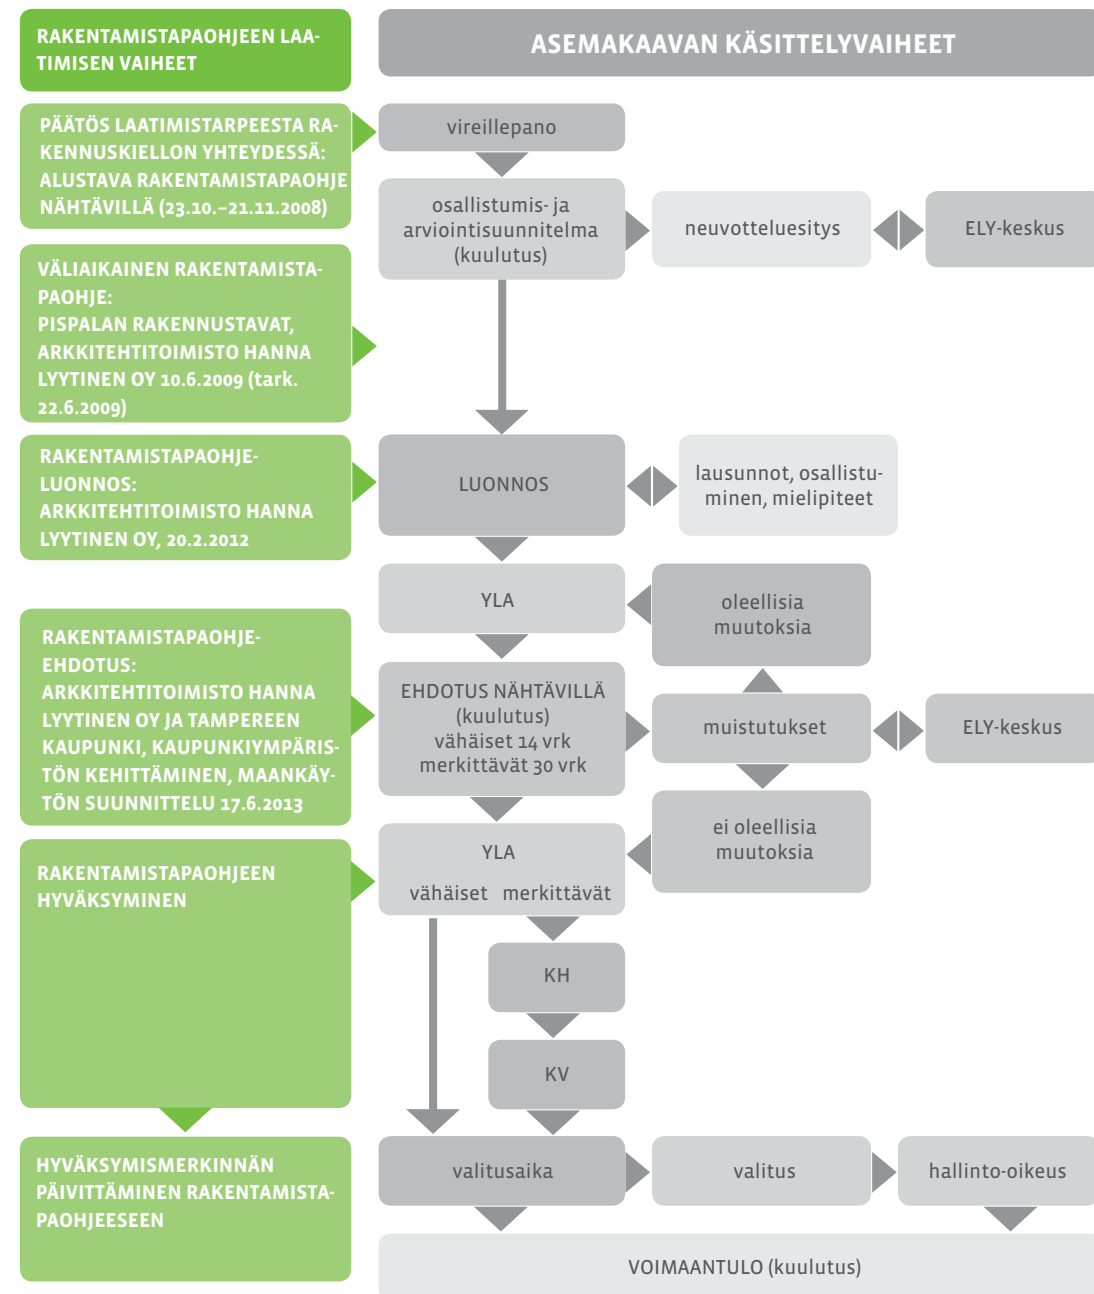 RAKENTAMISTAPAOHJEEN LAA-
TIMISEN VAIHEET
PÄÄTÖS LAATIMISTARPEESTA RA-
KENNUSKIELLON YHTEYDESSÄ:
ALUSTAVA RAKENTAMISTAPAOHJE
NÄHTÄVILLÄ (23.10.–21.11.2008)
VÄLIAIKAINEN RAKENTAMISTA-
PAOHJE:
PISPALAN RAKENNUSTAVAT,
ARKKITEHTITOIMISTO HANNA
LYYTINEN OY 10.6.2009 (tark.
22.6.2009)
RAKENTAMISTAPAOHJE-
LUONNOS:
ARKKITEHTITOIMISTO HANNA
LYYTINEN OY, 20.2.2012
RAKENTAMISTAPAOHJE-
EHDOTUS:
ARKKITEHTITOIMISTO HANNA
LYYTINEN OY JA TAMPEREEN
KAUPUNKI, KAUPUNKIYMPÄRIS-
TÖN KEHITTÄMINEN, MAANKÄY-
TÖN SUUNNITTELU 17.6.2013
RAKENTAMISTAPAOHJEEN
HYVÄKSYMINEN
HYVÄKSYMISMERKINNÄN
PÄIVITTÄMINEN RAKENTAMISTA-
PAOHJEESEEN
ASEMAKAAVAN KÄSITTELYVAIHEET
vireillepano
osallistumis- ja
arviointisuunnitelma
(kuulutus)
neuvotteluesitys
ELY-keskus
LUONNOS
lausunnot, osallistu-
minen, mielipiteet
YLA
oleellisia
muutoksia
EHDOTUS NÄHTÄVILLÄ
(kuulutus)
vähäiset 14 vrk
merkittävät 30 vrk
muistutukset
ELY-keskus
ei oleellisia
muutoksia
YLA
vähäiset merkittävät
KH
KV
valitusaika
valitus
hallinto-oikeus
VOIMAANTULO (kuulutus)